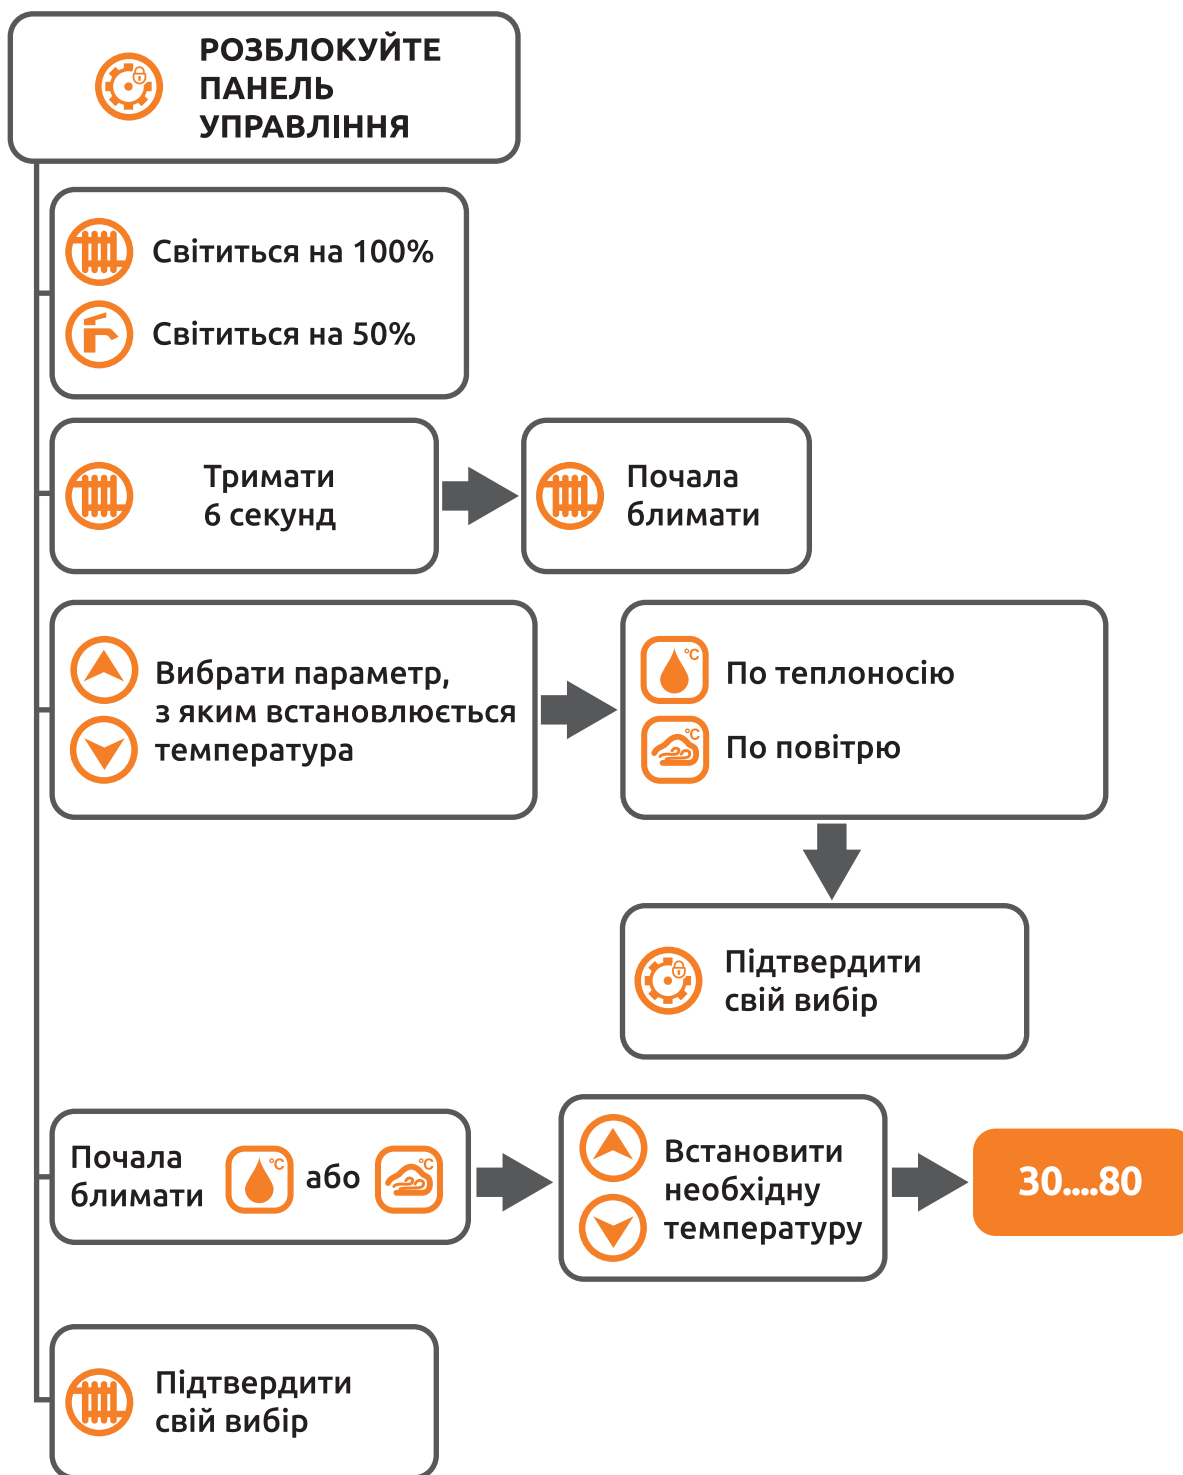 РОЗБЛОКУЙТЕ
ПАНЕЛЬ
УПРАВЛІННЯ
Світиться на 100%
Світиться на 50%
Тримати
6 секунд
Почала
блимати
Вибрати параметр,
з яким встановлюється
температура
°C
По теплоносію
°C
По повітрю
Підтвердити
свій вибір
Почала
блимати
°C
або
°C
Встановити
необхідну
температуру
30....80
Підтвердити
свій вибір